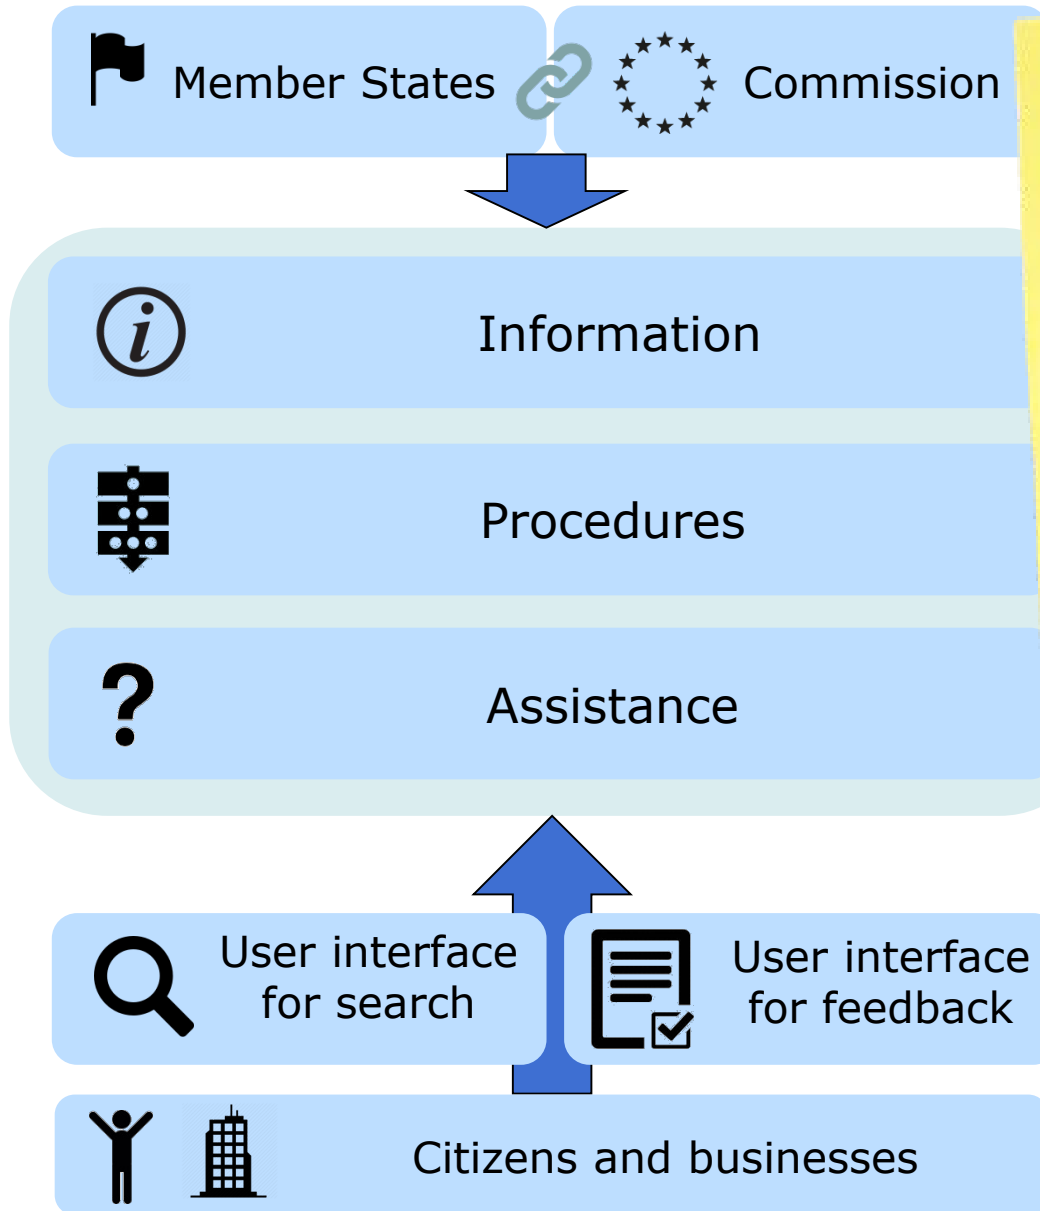 Member States
Commission
Information
Procedures
Assistance
User interface
for search
User interface
for feedback
Citizens and businesses